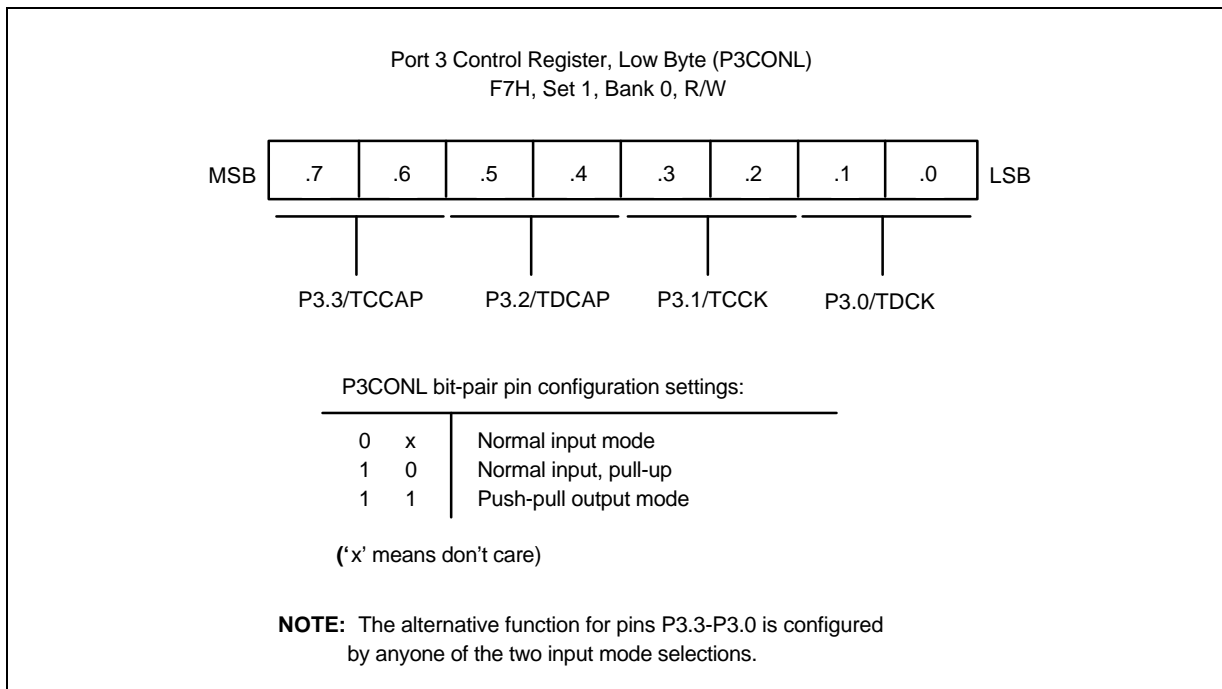 Port 3 Control Register, Low Byte (P3CONL)
F7H, Set 1, Bank 0, R/W
MSB .7 .6 .5 .4 .3 .2 .1 .0 LSB
P3.3/TCCAP P3.2/TDCAP P3.1/TCCK P3.0/TDCK
P3CONL bit-pair pin configuration settings:
0 x Normal input mode
1 0 Normal input, pull-up
1 1 Push-pull output mode
(‘x’ means don’t care)
NOTE: The alternative function for pins P3.3-P3.0 is configured
by anyone of the two input mode selections.